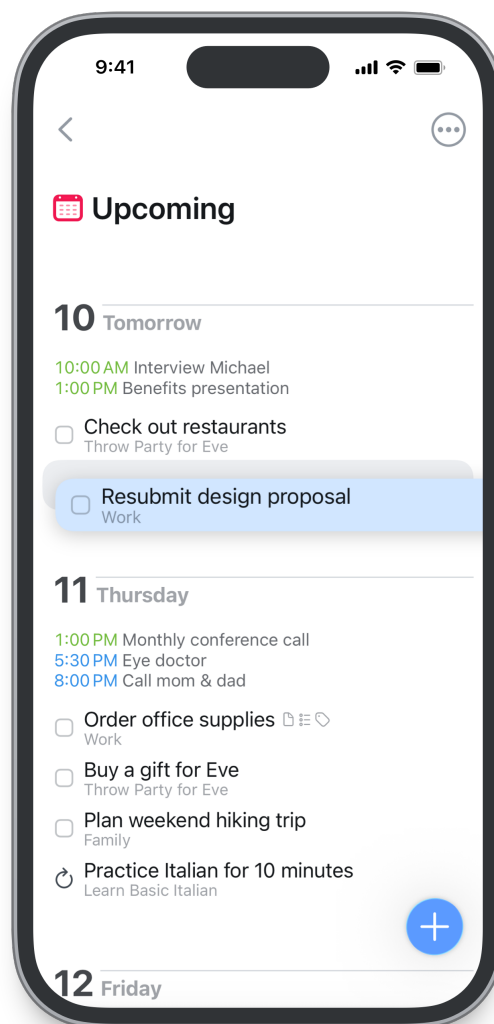 9:41
Upcoming
10 Tomorrow
10:00 AM Interview Michael
1:00 PM Benefits presentation
Check out restaurants
Throw Party for Eve
Resubmit design proposal
Work
11 Thursday
1:00 PM Monthly conference call
5:30 PM Eye doctor
8:00 PM Call mom & dad
Order office supplies
Work
Buy a gift for Eve
Throw Party for Eve
Plan weekend hiking trip
Family
Practice Italian for 10 minutes
Learn Basic Italian
12 Friday